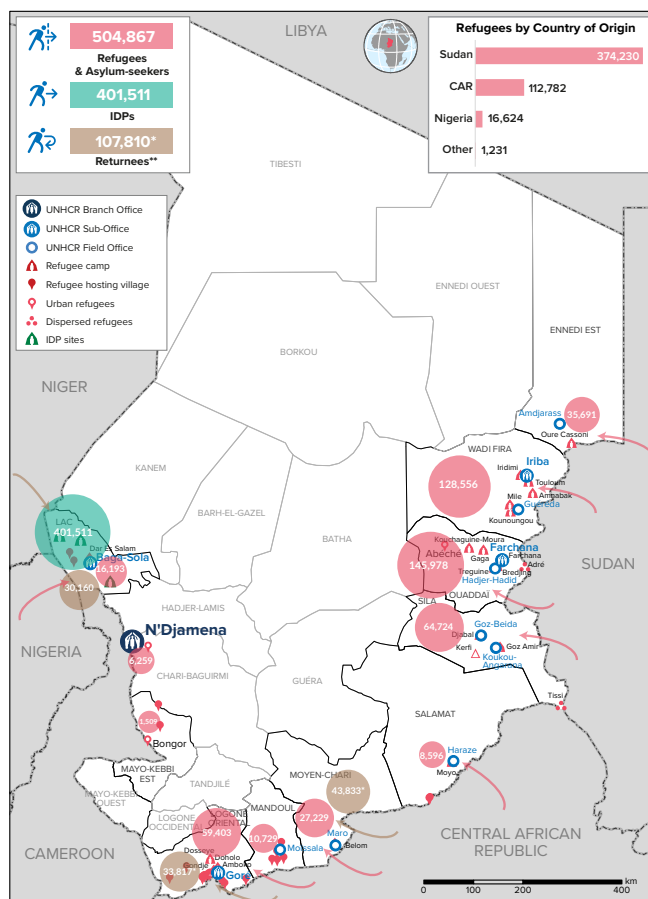 504,867
Refugees
& Asylum-seekers
401,511
IDPs
107,810*
Returnees**
UNHCR Branch Office
UNHCR Sub-Office
UNHCR Field Office
Refugee camp
Refugee hosting village
Urban refugees
Dispersed refugees
IDP sites
Refugees by Country of Origin
Sudan 374,230
CAR 112,782
Nigeria 16,624
Other 1,231
LIBYA
TIBESTI
ENNEDI OUEST
ENNEDI EST
BORKOU
NIGER
Amdjarass
35,691
Oure Cassoni
WADI FIRA
KANEM
Iridimi
Iriba
Touloum
Amnabak
128,556
Mile
Guereda
Kounoungou
BARH-EL-GAZEL
BATHA
LAC
401,511
Dar Es Salam
Baga-Sola
16,193
30,160
Kouchaguine-Moura
Abéché
145,978
Gaga
Farchana
Farchana
Adré
Treguine
Bredjing
Hadjer-Hadid
OUADDAÏ
SUDAN
HADJER-LAMIS
SILA
64,724
Goz-Beida
Djabal
Kerfi
Goz Amir
Koukou-
Angarana
N'Djamena
6,259
NIGERIA
CHARI-BAGUIRMI
GUÉRA
Tissi
1,509
Bongor
SALAMAT
8,596
Haraze
Moyo
MAYO-KEBBI
EST
MAYO-KEBBI
OUEST
TANDJILÉ
MOYEN-CHARI
43,833*
LOGONE
OCCIDENTAL
LOGONE
ORIENTAL
59,403
MANDOUL
10,729
27,229
Maro
Belom
Moissala
Dosseye
Doholo
Amboko
Gondje
33,817*
Gore
CAMEROON
CENTRAL AFRICAN
REPUBLIC
0 100 200 400
km